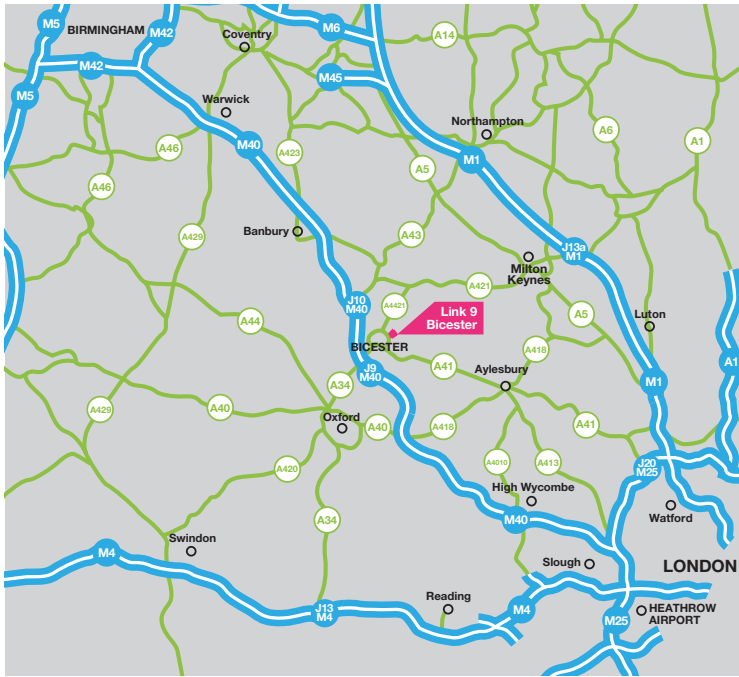 M5
BIRMINGHAM
M42
Coventry
M6
A14
M42
M45
M5
Warwick
Northampton
A6
A1
M40
A46
A423
A5
M1
A46
A429
Banbury
A43
J13a
M1
Milton
Keynes
A421
J10
M40
A4421
Link 9
Bicester
A5
Luton
A44
BICESTER
A418
J9
M40
A41
Aylesbury
M1
A1
A34
A429
A40
Oxford
A40
A418
A41
A420
A4010
A413
J20
M25
High Wycombe
A34
M40
Watford
Swindon
M4
Slough
LONDON
Reading
J13
M4
M4
M25
HEATHROW
AIRPORT